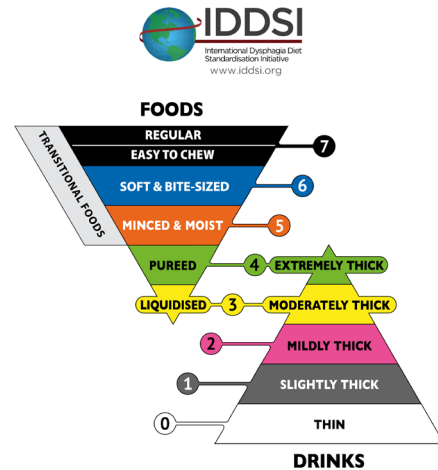 IDDSI
International Dysphagia Diet
Standardisation Initiative
www.iddsi.org
FOODS
TRANSITIONAL FOODS
REGULAR
EASY TO CHEW
7
SOFT & BITE-SIZED
6
MINCED & MOIST
5
PUREED
4
EXTREMELY THICK
LIQUIDISED
3
MODERATELY THICK
2
MILDLY THICK
1
SLIGHTLY THICK
0
THIN
DRINKS